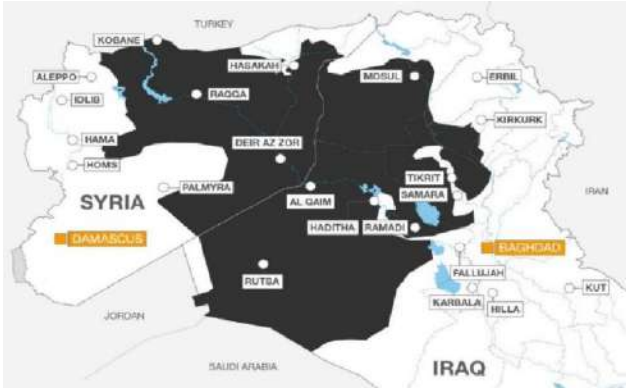 TURKEY
KOBANE
HASAKAH
ALEPPO
RAQQA
MOSUL
ERBIL
IDLIB
KIRKURK
HAMA
DEIR AZ ZOR
HOMS
TIKRIT
PALMYRA
SAMARA
IRAN
SYRIA
AL QAIM
HADITHA
RAMADI
DAMASCUS
BAGHDAD
FALLUJAH
RUTBA
KUT
KARBALA
HILLA
JORDAN
SAUDI ARABIA
IRAQ